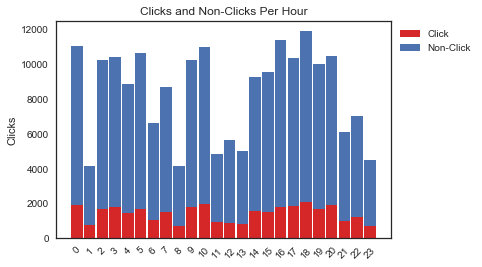 Clicks and Non-Clicks Per Hour
Click
Non-Click
12000
10000
8000
6000
4000
2000
0
Clicks
0 1 2 3 4 5 6 7 8 9 10 11 12 13 14 15 16 17 18 19 20 21 22 23